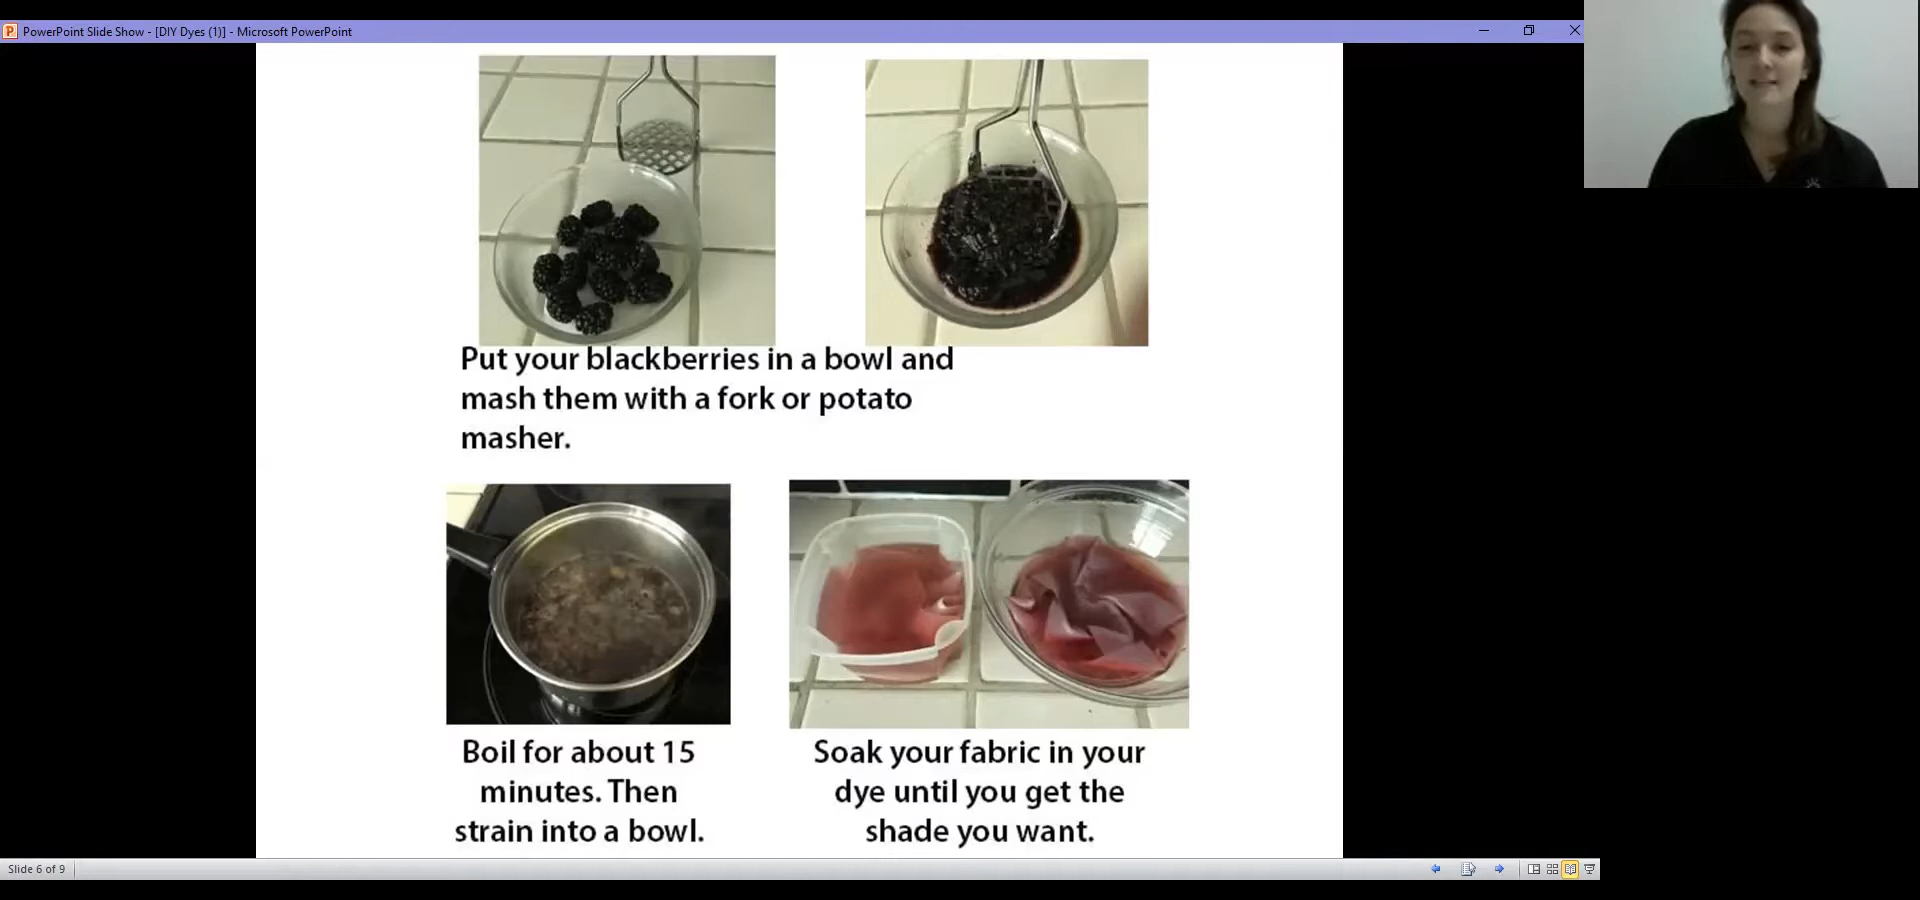 PowerPoint Slide Show - [DIY Dyes (1)] - Microsoft PowerPoint
Put your blackberries in a bowl and
mash them with a fork or potato
masher.
Boil for about 15
minutes. Then
strain into a bowl.
Soak your fabric in your
dye until you get the
shade you want.
Slide 6 of 9